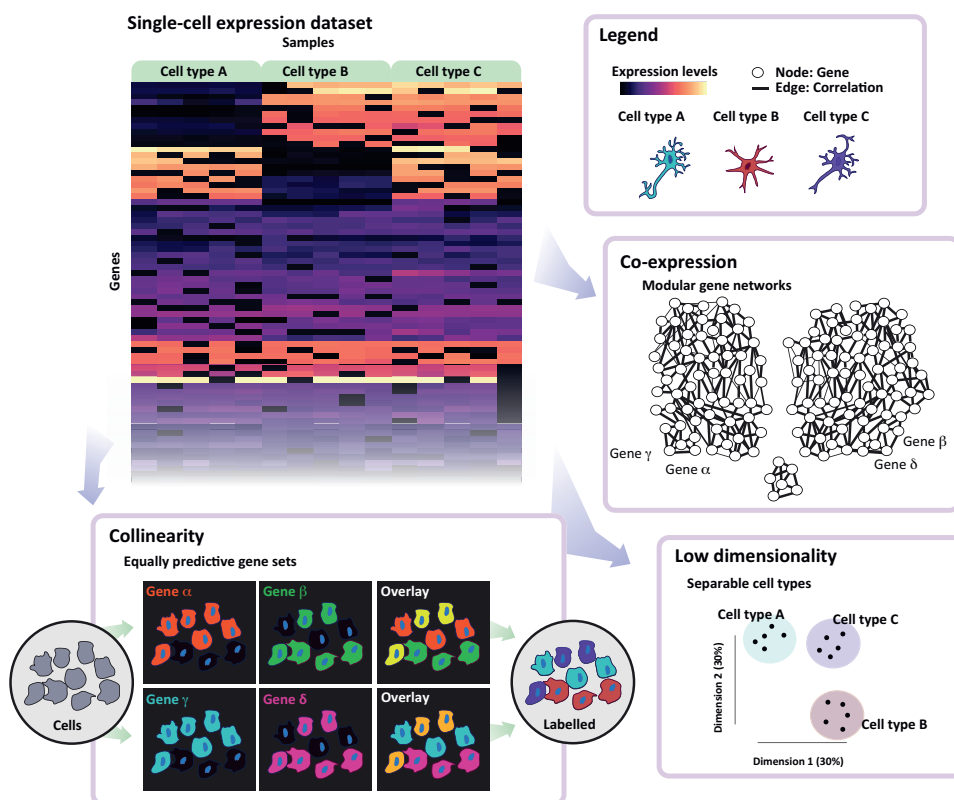 Single-cell expression dataset
Samples
Cell type A
Cell type B
Cell type C
Genes
Legend
Expression levels
Node: Gene
Edge: Correlation
Cell type A
Cell type B
Cell type C
Co-expression
Modular gene networks
Gene γ
Gene α
Gene β
Gene δ
Collinearity
Equally predictive gene sets
Cells
Gene α
Gene β
Overlay
Gene γ
Gene δ
Overlay
Labelled
Low dimensionality
Separable cell types
Cell type A
Cell type C
Cell type B
Dimension 2 (30%)
Dimension 1 (30%)